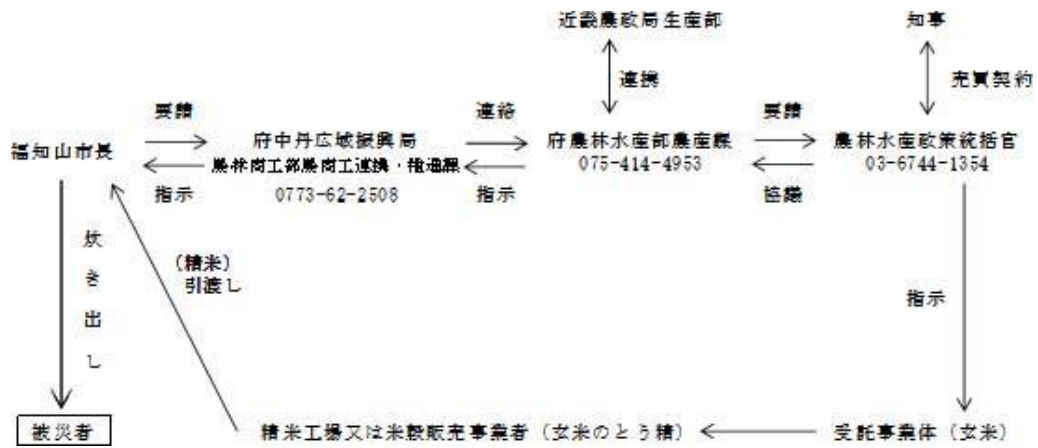 近畿農政局生産部
知事
連携
売買契約
要請
連絡
要請
福知山市長
府中丹広域振興局
府農林水産部農産課
農林水産政策統括官
農林商工部農商工連携・推進課
075-414-4953
03-6744-1354
指示
0773-62-2508
指示
協議
炊き出し
(精米)
引渡し
指示
被災者
精米工場又は米穀販売事業者(玄米のとう精)
受託事業体(玄米)